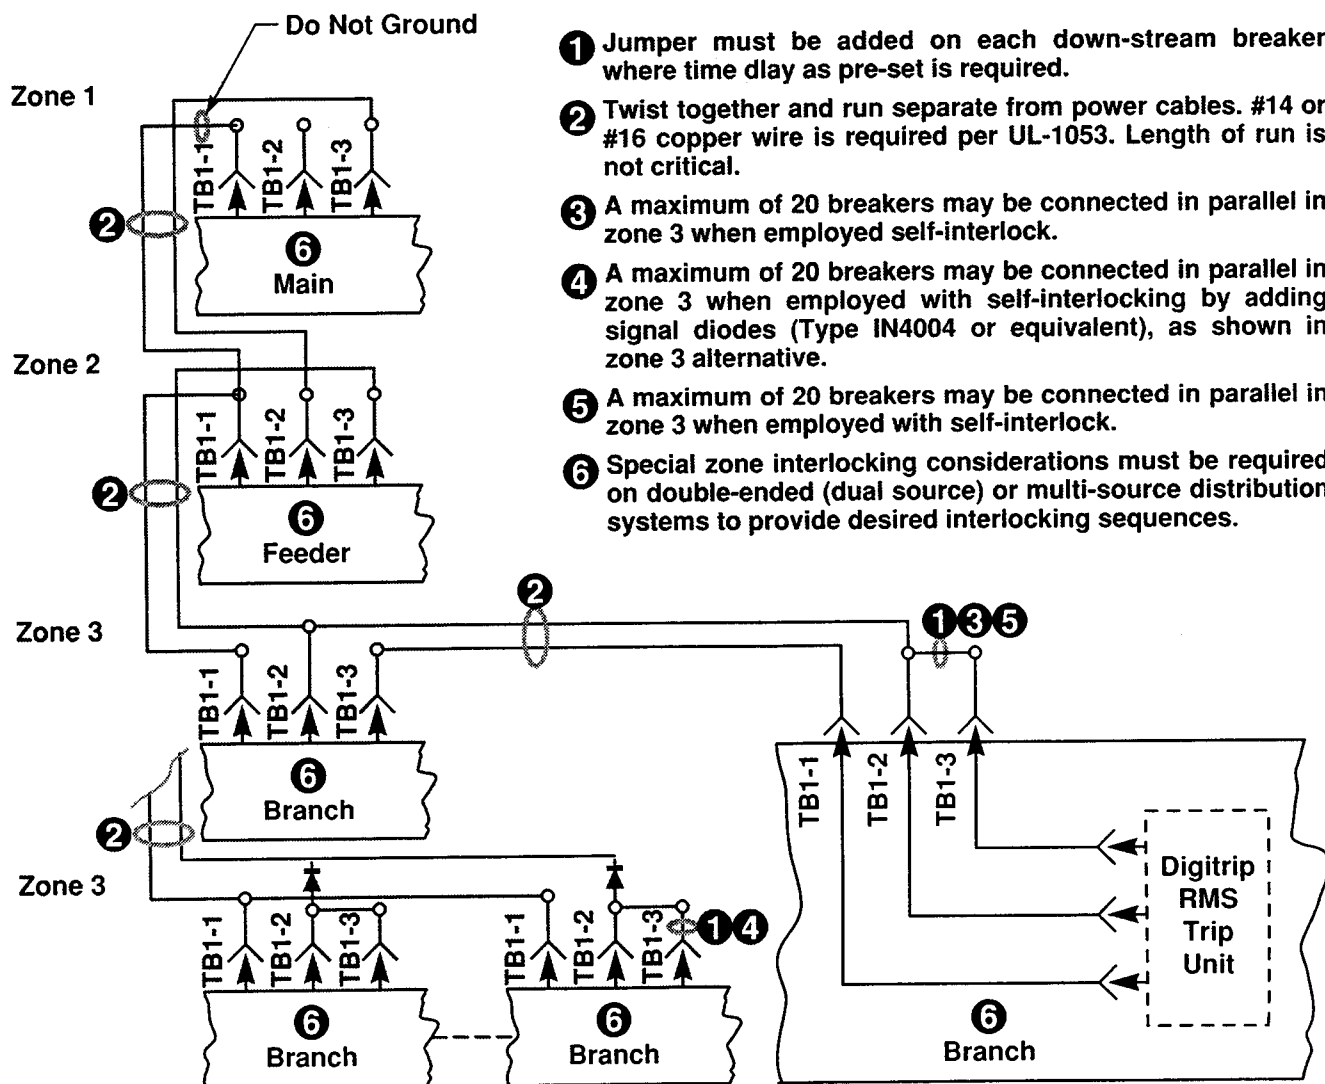 Do Not Ground
Zone 1
TB1-1
TB1-2
TB1-3
2
6
Main
1 Jumper must be added on each down-stream breaker
where time dlay as pre-set is required.
2 Twist together and run separate from power cables. #14 or
#16 copper wire is required per UL-1053. Length of run is
not critical.
3 A maximum of 20 breakers may be connected in parallel in
zone 3 when employed self-interlock.
4 A maximum of 20 breakers may be connected in parallel in
zone 3 when employed with self-interlocking by adding
signal diodes (Type IN4004 or equivalent), as shown in
zone 3 alternative.
5 A maximum of 20 breakers may be connected in parallel in
zone 3 when employed with self-interlock.
6 Special zone interlocking considerations must be required
on double-ended (dual source) or multi-source distribution
systems to provide desired interlocking sequences.
Zone 2
TB1-1
TB1-2
TB1-3
2
6
Feeder
Zone 3
2
1 3 5
TB1-1
TB1-2
TB1-3
6
Branch
TB1-1
TB1-2
TB1-3
Digitrip
RMS
Trip
Unit
6
Branch
2
Zone 3
TB1-1
TB1-2
TB1-3
TB1-1
TB1-2
TB1-3
1 4
6
Branch
6
Branch